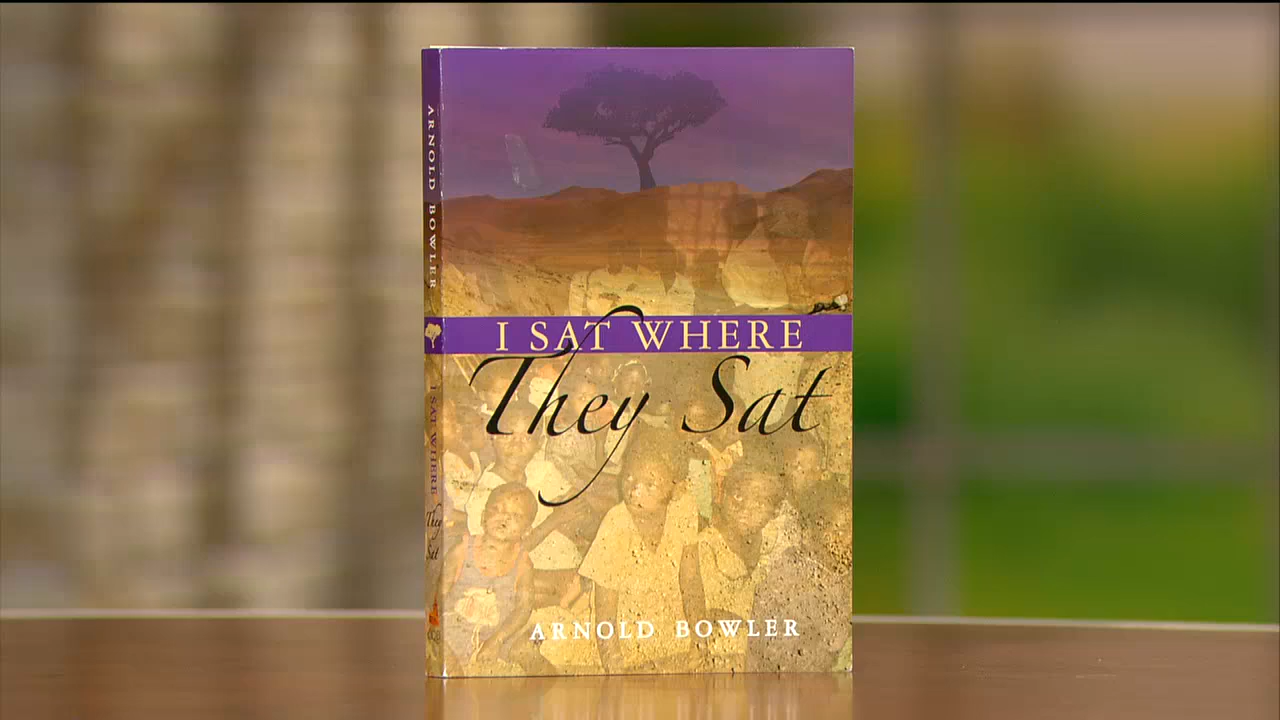 I SAT WHERE
They Sat
ARNOLD BOWLER
ARNOLD BOWLER
I SAT WHERE
They
Sat